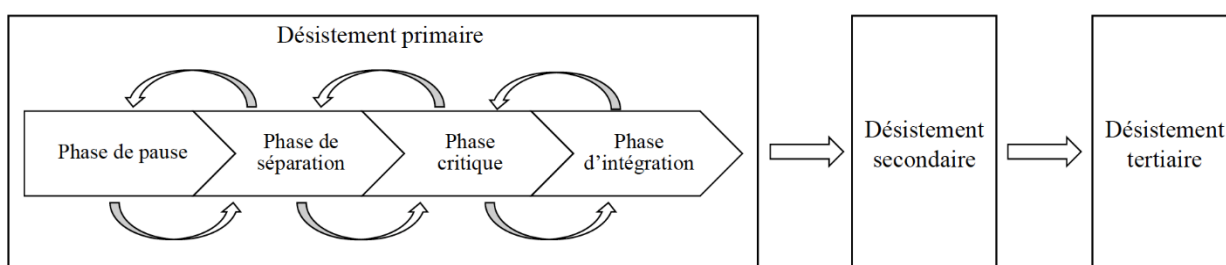 Désistement primaire
Phase de pause
Phase de
séparation
Phase
critique
Phase
d’intégration
Désistement
secondaire
Désistement
tertiaire